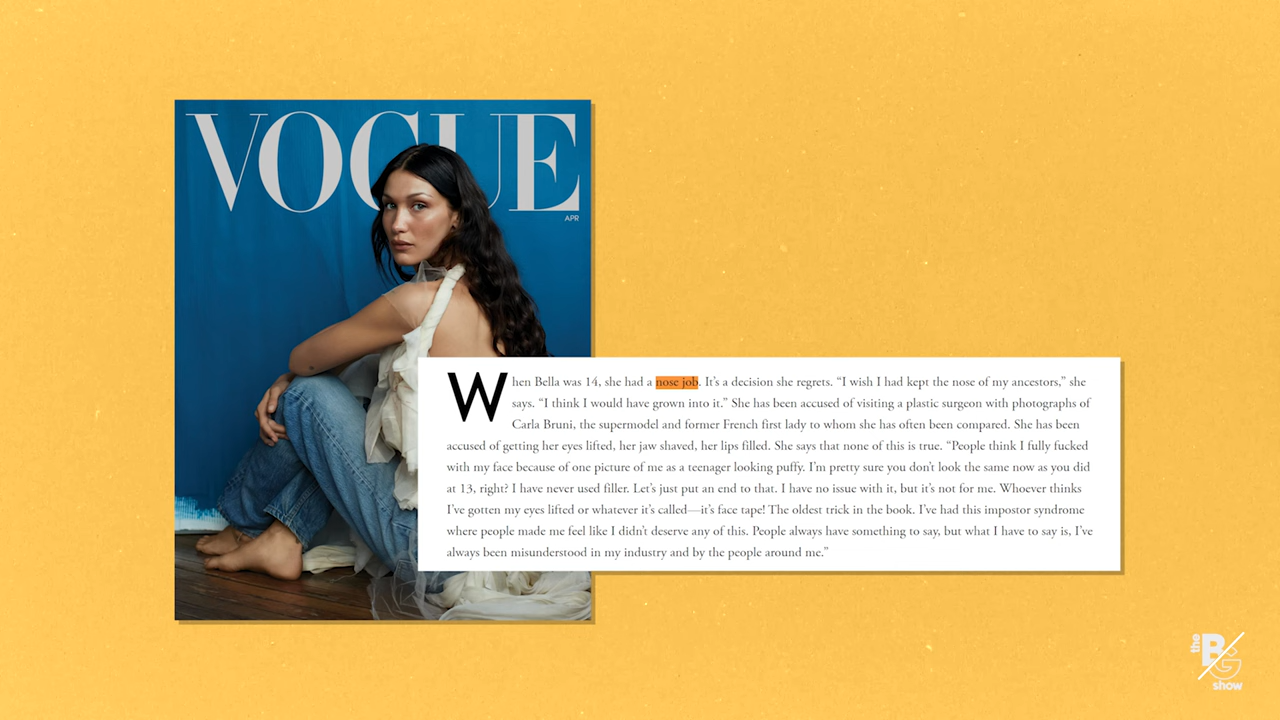 VOGUE
APR
When Bella was 14, she had a nose job. It’s a decision she regrets. “I wish I had kept the nose of my ancestors,” she
says. “I think I would have grown into it.” She has been accused of visiting a plastic surgeon with photographs of
Carla Bruni, the supermodel and former French first lady to whom she has often been compared. She has been
accused of getting her eyes lifted, her jaw shaved, her lips filled. She says that none of this is true. “People think I fully fucked
with my face because of one picture of me as a teenager looking puffy. I’m pretty sure you don’t look the same now as you did
at 13, right? I have never used filler. Let’s just put an end to that. I have no issue with it, but it’s not for me. Whoever thinks
I’ve gotten my eyes lifted or whatever it’s called—it’s face tape! The oldest trick in the book. I’ve had this impostor syndrome
where people made me feel like I didn’t deserve any of this. People always have something to say, but what I have to say is, I’ve
always been misunderstood in my industry and by the people around me.”
the
B
G
show